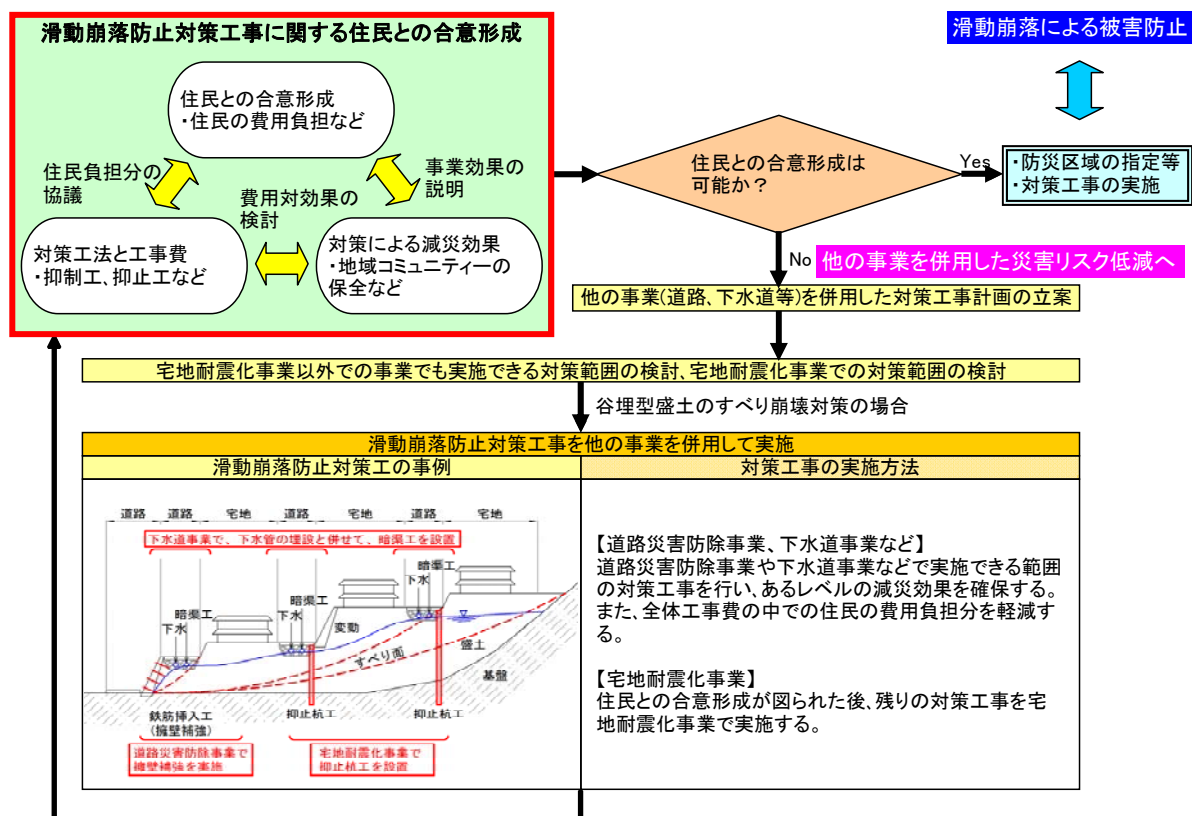 滑動崩落防止対策工事に関する住民との合意形成
住民との合意形成
・住民の費用負担など
住民負担分の
協議
事業効果の
説明
費用対効果の
検討
対策工法と工事費
・抑制工、抑止工など
対策による減災効果
・地域コミュニティーの
保全など
滑動崩落による被害防止
住民との合意形成は
可能か？
Yes
・防災区域の指定等
・対策工事の実施
No
他の事業を併用した災害リスク低減へ
他の事業(道路、下水道等)を併用した対策工事計画の立案
宅地耐震化事業以外での事業でも実施できる対策範囲の検討、宅地耐震化事業での対策範囲の検討
谷埋型盛土のすべり崩壊対策の場合
滑動崩落防止対策工事を他の事業を併用して実施
滑動崩落防止対策工の事例
対策工事の実施方法
道路 道路 宅地 道路 宅地 道路 宅地
下水道事業で、下水管の埋設と併せて、暗渠工を設置
暗渠工
下水
暗渠工
下水
暗渠工
下水
変動
すべり面
盛土
基盤
鉄筋挿入工
(擁壁補強)
抑止杭工
抑止杭工
道路災害防除事業で
擁壁補強を実施
宅地耐震化事業で
抑止杭工を設置
【道路災害防除事業、下水道事業など】
道路災害防除事業や下水道事業などで実施できる範囲
の対策工事を行い、あるレベルの減災効果を確保する。
また、全体工事費の中での住民の費用負担分を軽減す
る。
【宅地耐震化事業】
住民との合意形成が図られた後、残りの対策工事を宅
地耐震化事業で実施する。